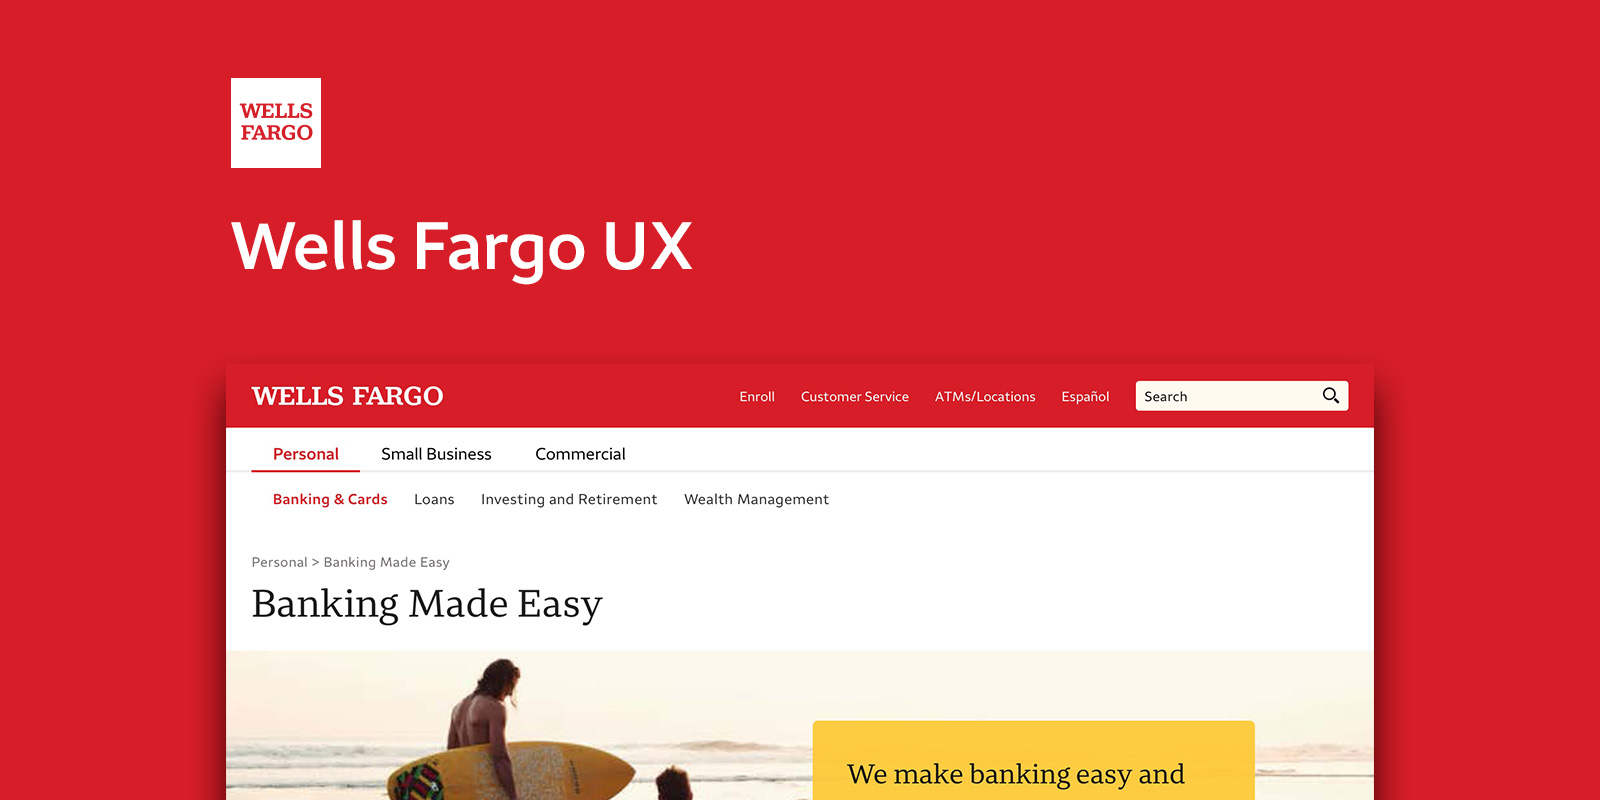 WELLS
FARGO
Wells Fargo UX
WELLS FARGO
Enroll Customer Service ATMs/Locations Español Search
Personal Small Business Commercial
Banking & Cards Loans Investing and Retirement Wealth Management
Personal > Banking Made Easy
Banking Made Easy
We make banking easy and